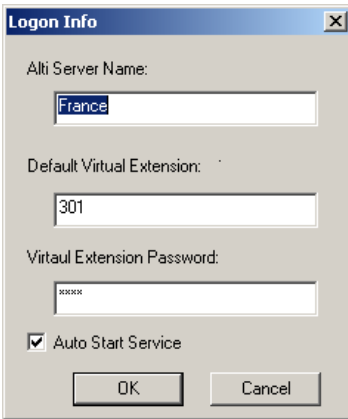 Logon Info
Alti Server Name:
France
Default Virtual Extension:
301
Virtaul Extension Password:
****
Auto Start Service
OK Cancel